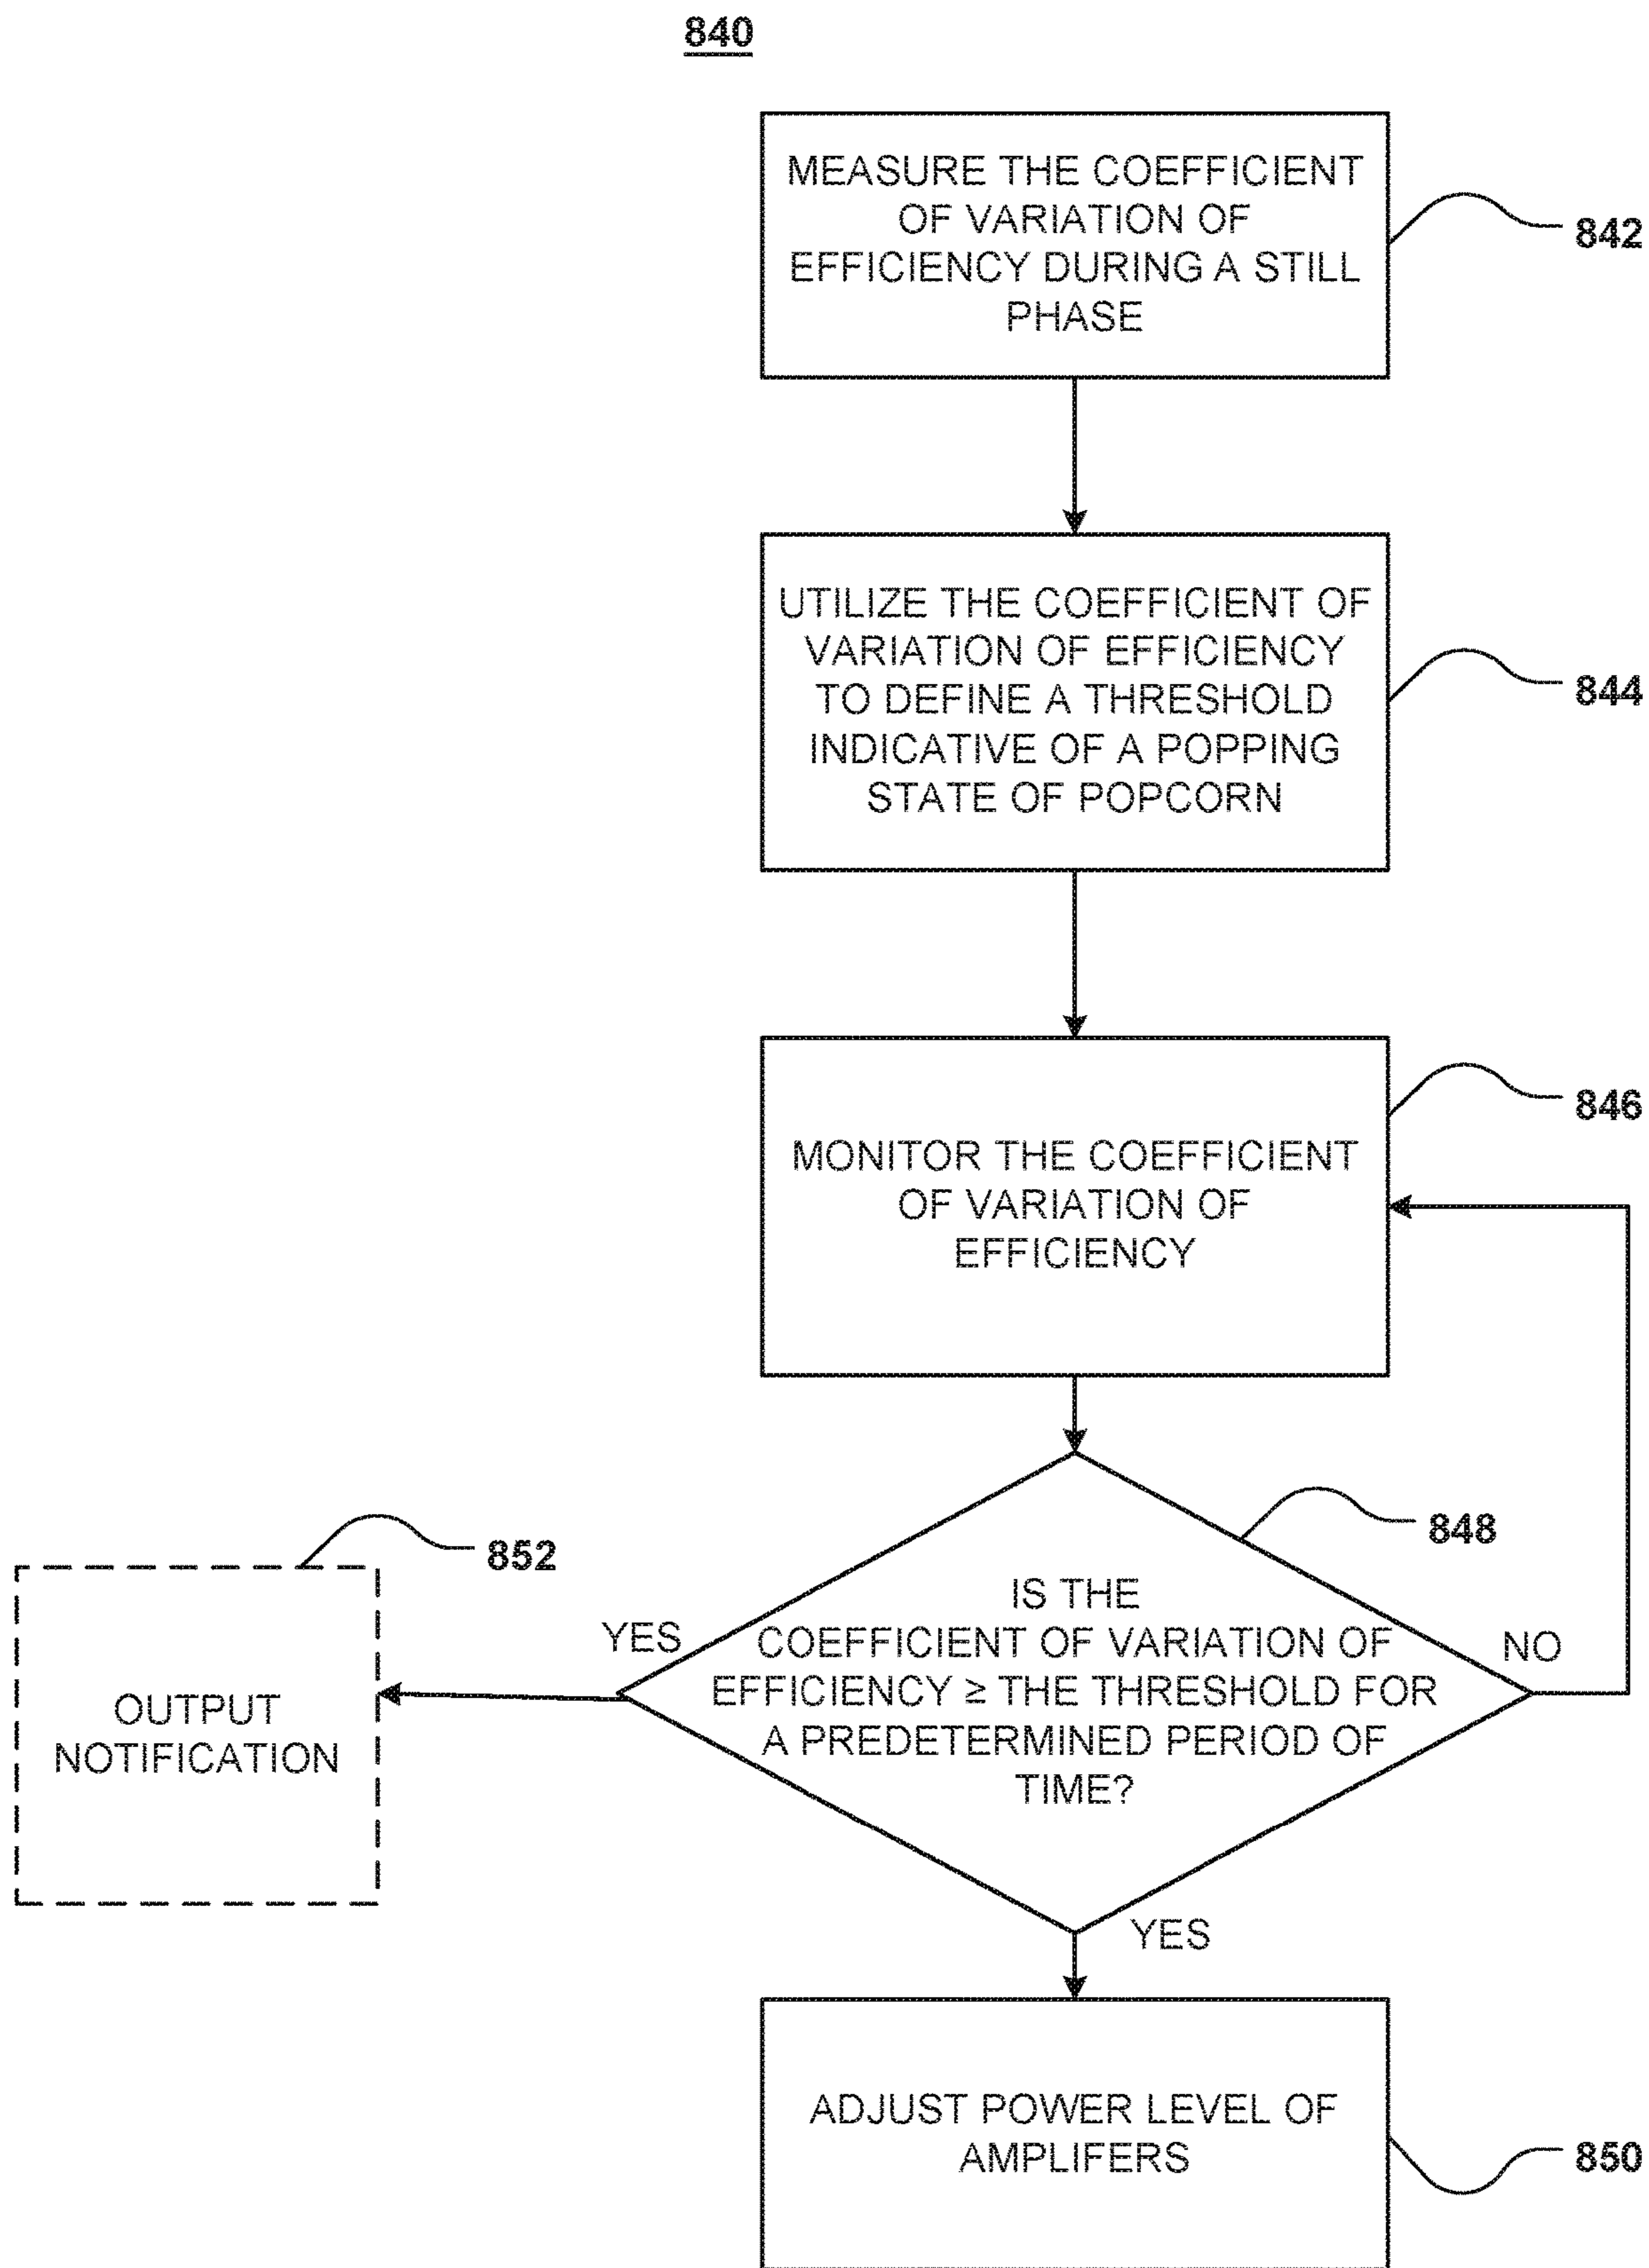 840
MEASURE THE COEFFICIENT
OF VARIATION OF
EFFICIENCY DURING A STILL
PHASE
842
UTILIZE THE COEFFICIENT OF
VARIATION OF EFFICIENCY
TO DEFINE A THRESHOLD
INDICATIVE OF A POPPING
STATE OF POPCORN
844
MONITOR THE COEFFICIENT
OF VARIATION OF
EFFICIENCY
846
IS THE
COEFFICIENT OF VARIATION OF
EFFICIENCY ≥ THE THRESHOLD FOR
A PREDETERMINED PERIOD OF
TIME?
848
NO
YES
852
OUTPUT
NOTIFICATION
YES
ADJUST POWER LEVEL OF
AMPLIFERS
850